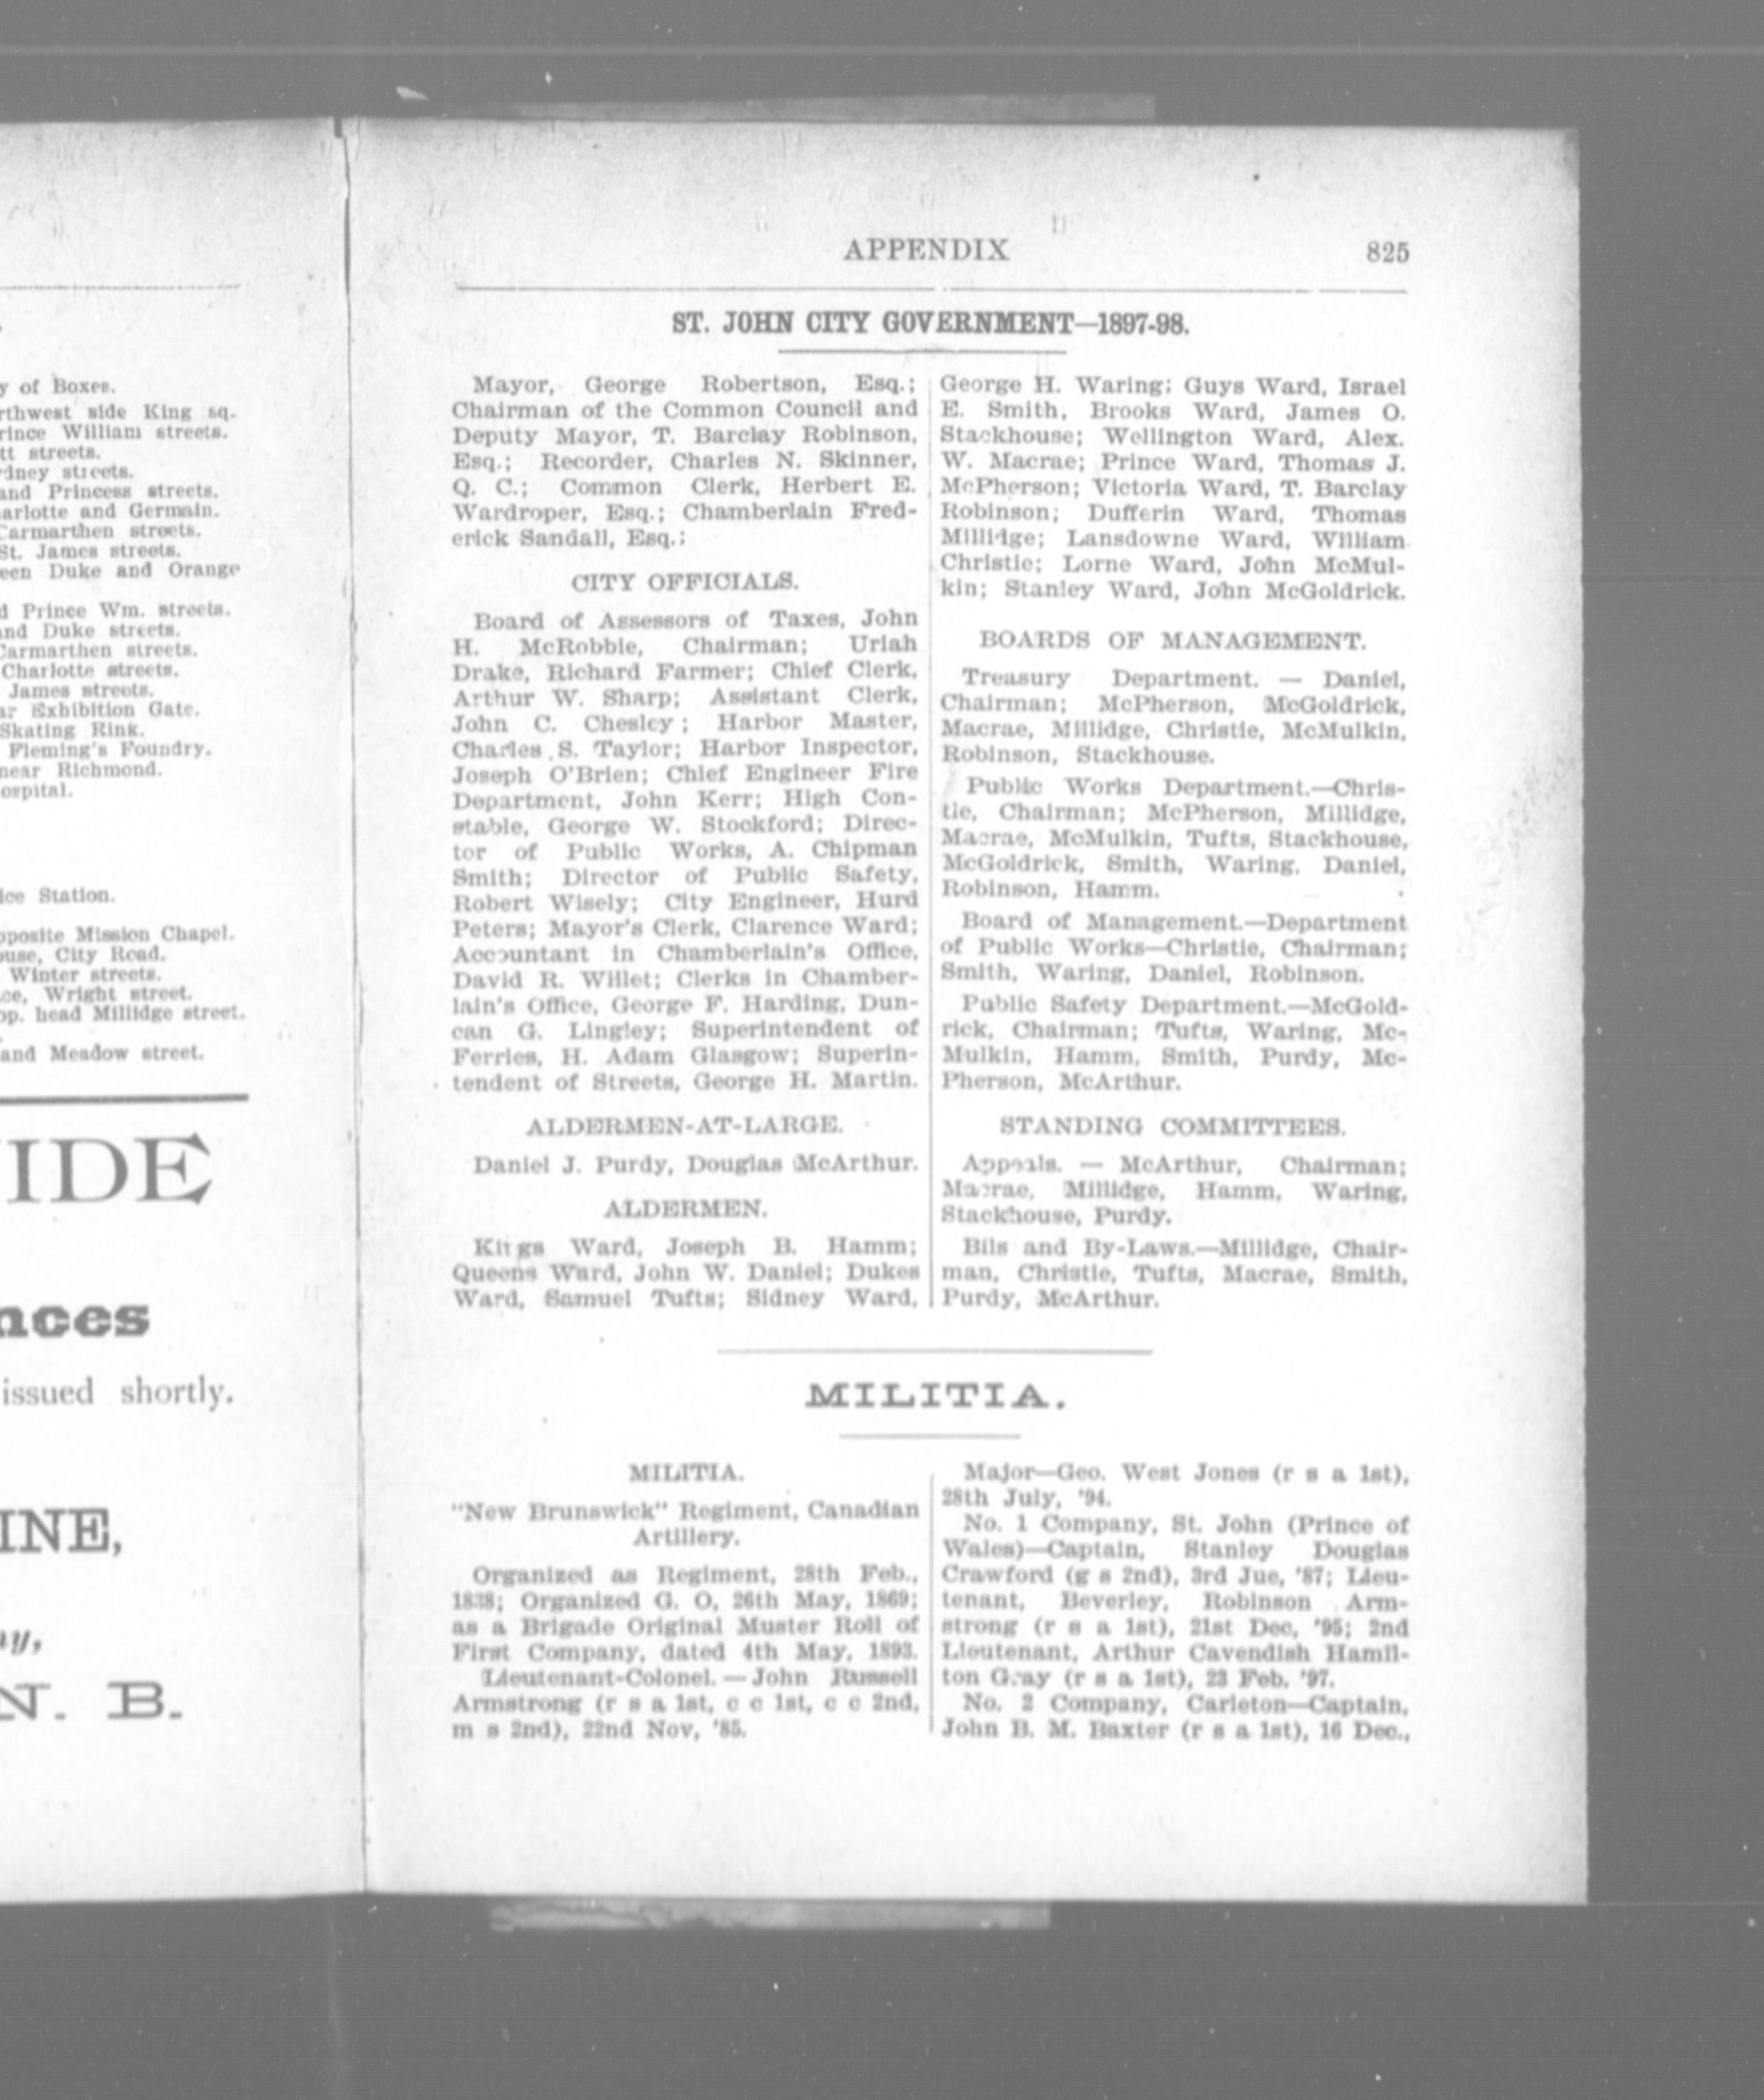 y of Boxes.
rthwest side King sq.
rince William streets.
tt streets.
dney streets.
and Princess streets.
arlotte and Germain.
Carmarthen streets.
St. James streets.
een Duke and Orange
d Prince Wm. streets.
and Duke streets.
Carmarthen streets.
Charlotte streets.
James streets.
ar Exhibition Gate.
Skating Rink.
Fleming's Foundry.
near Richmond.
ospital.
ice Station.
pposite Mission Chapel.
ouse, City Road.
Winter streets.
ce, Wright street.
op. head Millidge street.
and Meadow street.
IDE
nces
issued shortly.
INE,
ay,
N. B.
APPENDIX 825
ST. JOHN CITY GOVERNMENT—1897-98.
Mayor, George Robertson, Esq.;
Chairman of the Common Council and
Deputy Mayor, T. Barclay Robinson,
Esq.; Recorder, Charles N. Skinner,
Q. C.; Common Clerk, Herbert E.
Wardroper, Esq.; Chamberlain Fred-
erick Sandall, Esq.;
CITY OFFICIALS.
Board of Assessors of Taxes, John
H. McRobbie, Chairman; Uriah
Drake, Richard Farmer; Chief Clerk,
Arthur W. Sharp; Assistant Clerk,
John C. Chesley; Harbor Master,
Charles S. Taylor; Harbor Inspector,
Joseph O'Brien; Chief Engineer Fire
Department, John Kerr; High Con-
stable, George W. Stockford; Direc-
tor of Public Works, A. Chipman
Smith; Director of Public Safety,
Robert Wisely; City Engineer, Hurd
Peters; Mayor's Clerk, Clarence Ward;
Accountant in Chamberlain's Office,
David R. Willet; Clerks in Chamber-
lain's Office, George F. Harding, Dun-
can G. Lingley; Superintendent of
Ferries, H. Adam Glasgow; Superin-
tendent of Streets, George H. Martin.
ALDERMEN-AT-LARGE.
Daniel J. Purdy, Douglas McArthur.
ALDERMEN.
Kings Ward, Joseph B. Hamm;
Queens Ward, John W. Daniel; Dukes
Ward, Samuel Tufts; Sidney Ward,
George H. Waring; Guys Ward, Israel
E. Smith, Brooks Ward, James O.
Stackhouse; Wellington Ward, Alex.
W. Macrae; Prince Ward, Thomas J.
McPherson; Victoria Ward, T. Barclay
Robinson; Dufferin Ward, Thomas
Millidge; Lansdowne Ward, William
Christie; Lorne Ward, John McMul-
kin; Stanley Ward, John McGoldrick.
BOARDS OF MANAGEMENT.
Treasury Department. — Daniel,
Chairman; McPherson, McGoldrick,
Macrae, Millidge, Christie, McMulkin,
Robinson, Stackhouse.
Public Works Department.—Chris-
tie, Chairman; McPherson, Millidge,
Macrae, McMulkin, Tufts, Stackhouse,
McGoldrick, Smith, Waring, Daniel,
Robinson, Hamm.
Board of Management.—Department
of Public Works—Christie, Chairman;
Smith, Waring, Daniel, Robinson.
Public Safety Department.—McGold-
rick, Chairman; Tufts, Waring, Mc-
Mulkin, Hamm, Smith, Purdy, Mc-
Pherson, McArthur.
STANDING COMMITTEES.
Appeals. — McArthur, Chairman;
Macrae, Millidge, Hamm, Waring,
Stackhouse, Purdy.
Bils and By-Laws.—Millidge, Chair-
man, Christie, Tufts, Macrae, Smith,
Purdy, McArthur.
MILITIA.
MILITIA.
"New Brunswick" Regiment, Canadian
Artillery.
Organized as Regiment, 28th Feb.,
1838; Organized G. O, 26th May, 1869;
as a Brigade Original Muster Roll of
First Company, dated 4th May, 1893.
Lieutenant-Colonel. — John Russell
Armstrong (r s a 1st, c c 1st, c c 2nd,
m s 2nd), 22nd Nov, '85.
Major—Geo. West Jones (r s a 1st),
28th July, '94.
No. 1 Company, St. John (Prince of
Wales)—Captain, Stanley Douglas
Crawford (g s 2nd), 3rd Jue, '87; Lieu-
tenant, Beverley, Robinson Arm-
strong (r s a 1st), 21st Dec, '95; 2nd
Lieutenant, Arthur Cavendish Hamil-
ton Gray (r s a 1st), 23 Feb. '97.
No. 2 Company, Carleton—Captain,
John B. M. Baxter (r s a 1st), 16 Dec.,